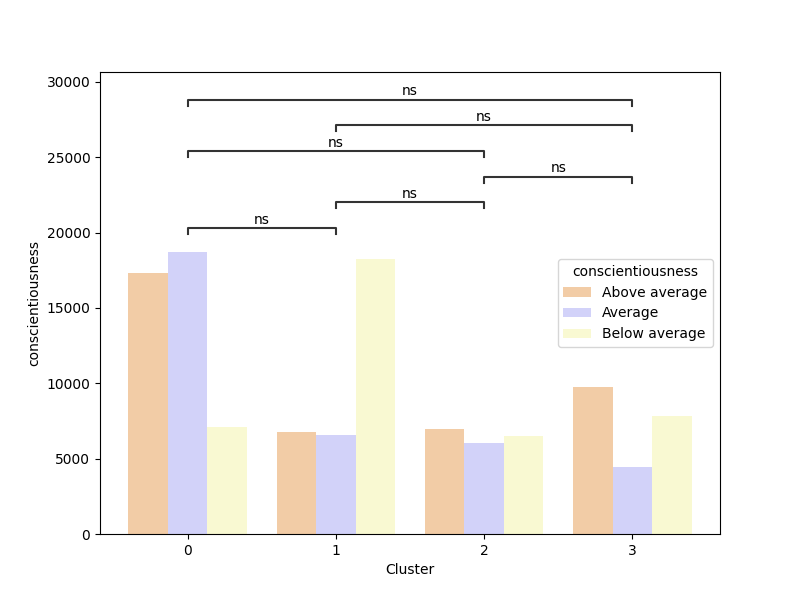 30000
25000
20000
15000
10000
5000
0
conscientiousness
ns
ns
ns
ns
ns
ns
conscientiousness
Above average
Average
Below average
0 1 2 3
Cluster